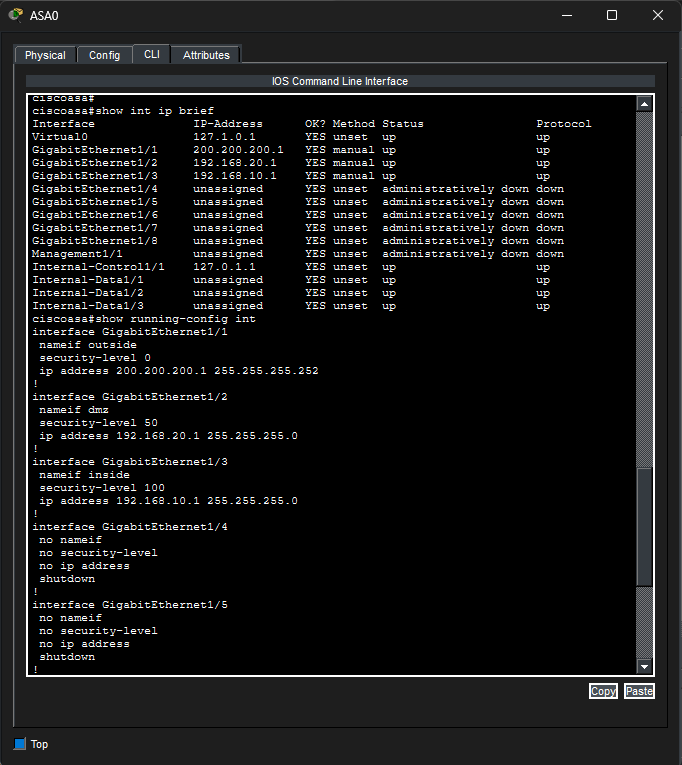 ASA0
Physical Config CLI Attributes
IOS Command Line Interface
ciscoasa#
ciscoasa#show int ip brief
Interface IP-Address OK? Method Status Protocol
Virtual0 127.1.0.1 YES unset up up
GigabitEthernet1/1 200.200.200.1 YES manual up up
GigabitEthernet1/2 192.168.20.1 YES manual up up
GigabitEthernet1/3 192.168.10.1 YES manual up up
GigabitEthernet1/4 unassigned YES unset administratively down down
GigabitEthernet1/5 unassigned YES unset administratively down down
GigabitEthernet1/6 unassigned YES unset administratively down down
GigabitEthernet1/7 unassigned YES unset administratively down down
GigabitEthernet1/8 unassigned YES unset administratively down down
Management1/1 unassigned YES unset administratively down down
Internal-Control1/1 127.0.1.1 YES unset up up
Internal-Data1/1 unassigned YES unset up up
Internal-Data1/2 unassigned YES unset up up
Internal-Data1/3 unassigned YES unset up up
ciscoasa#show running-config int
interface GigabitEthernet1/1
nameif outside
security-level 0
ip address 200.200.200.1 255.255.255.252
!
interface GigabitEthernet1/2
nameif dmz
security-level 50
ip address 192.168.20.1 255.255.255.0
!
interface GigabitEthernet1/3
nameif inside
security-level 100
ip address 192.168.10.1 255.255.255.0
!
interface GigabitEthernet1/4
no nameif
no security-level
no ip address
shutdown
!
interface GigabitEthernet1/5
no nameif
no security-level
no ip address
shutdown
!
Copy Paste
Top